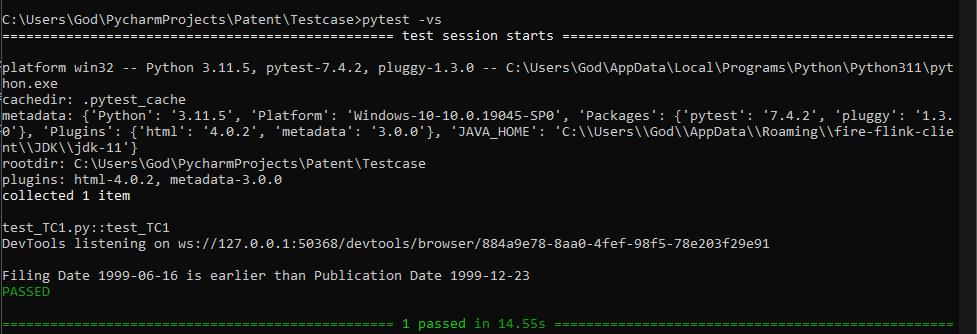 C:\Users\God\PycharmProjects\Patent\Testcase>pytest -vs
================================================= test session starts =================================================
platform win32 -- Python 3.11.5, pytest-7.4.2, pluggy-1.3.0 -- C:\Users\God\AppData\Local\Programs\Python\Python311\pyt
hon.exe
cachedir: .pytest_cache
metadata: {'Python': '3.11.5', 'Platform': 'Windows-10-10.0.19045-SP0', 'Packages': {'pytest': '7.4.2', 'pluggy': '1.3.
0'}, 'Plugins': {'html': '4.0.2', 'metadata': '3.0.0'}, 'JAVA_HOME': 'C:\\Users\\God\\AppData\\Roaming\\fire-flink-clie
nt\\JDK\\jdk-11'}
rootdir: C:\Users\God\PycharmProjects\Patent\Testcase
plugins: html-4.0.2, metadata-3.0.0
collected 1 item
test_TC1.py::test_TC1
DevTools listening on ws://127.0.0.1:50368/devtools/browser/884a9e78-8aa0-4fef-98f5-78e203f29e91
Filing Date 1999-06-16 is earlier than Publication Date 1999-12-23
PASSED
================================================= 1 passed in 14.55s ==================================================